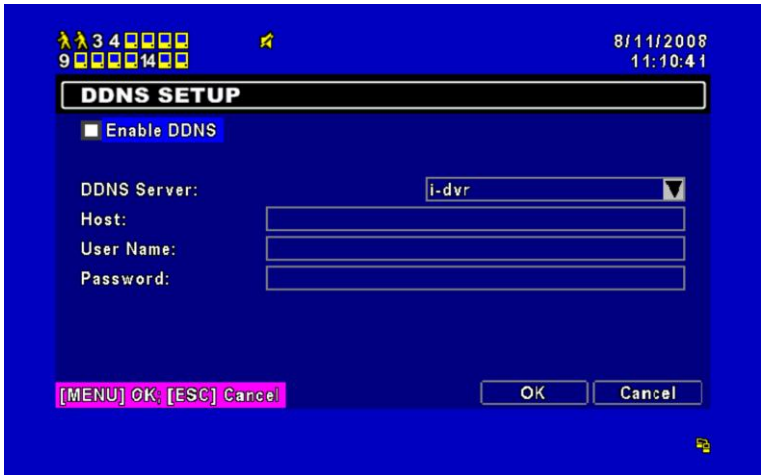 3 4
8/11/2008
9 14
11:10:41
DDNS SETUP
Enable DDNS
DDNS Server: i-dvr
Host:
User Name:
Password:
[MENU] OK; [ESC] Cancel
OK Cancel